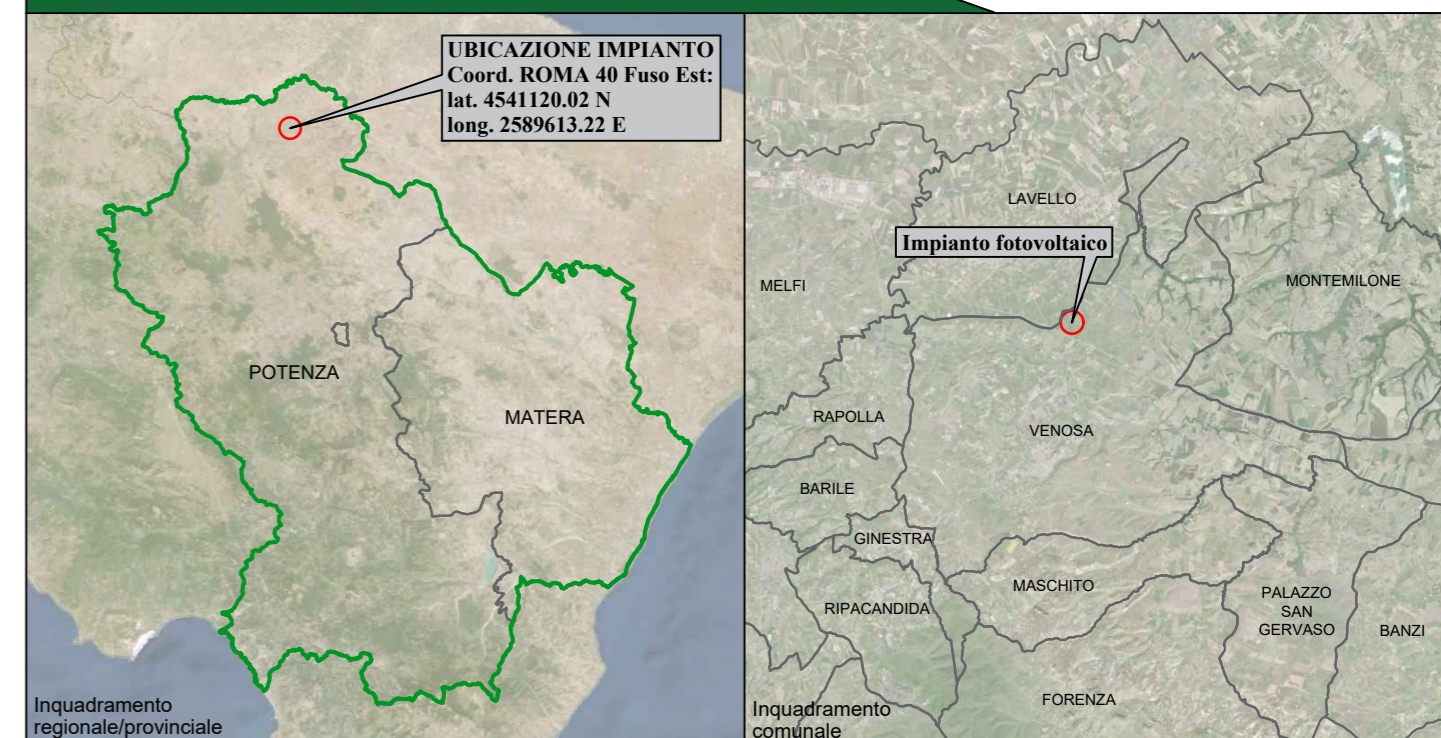 UBICAZIONE IMPIANTO
Coord. ROMA 40 Fuso Est:
lat. 4541120.02 N
long. 2589613.22 E
POTENZA
MATERA
Inquadramento
regionale/provinciale
LAVELLO
Impianto fotovoltaico
MELFI
MONTEMILONE
RAPOLLA
VENOSA
BARILE
GINESTRA
MASCHITO
RIPACANDIDA
PALAZZO
SAN
GERVASO
BANZI
FORENZA
Inquadramento
comunale